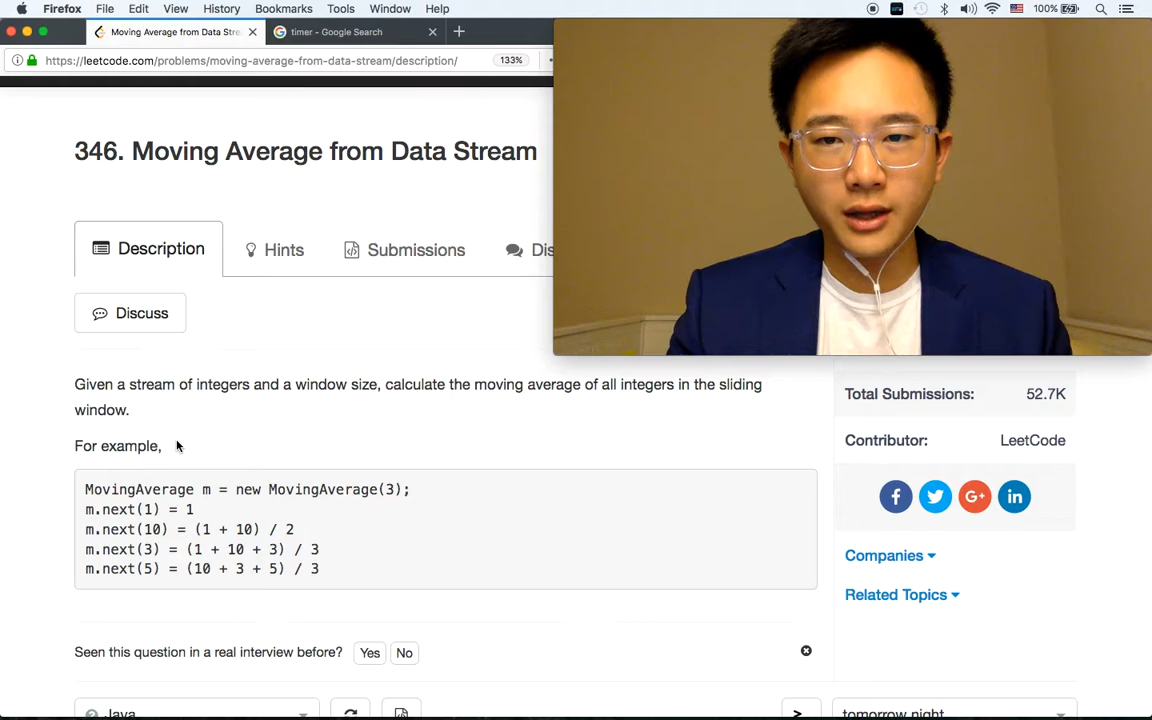 Firefox File Edit View History Bookmarks Tools Window Help 100%
Moving Average from Data Stre timer - Google Search
https://leetcode.com/problems/moving-average-from-data-stream/description/ 133%
346. Moving Average from Data Stream
Description Hints Submissions Dis
Discuss
Given a stream of integers and a window size, calculate the moving average of all integers in the sliding
window.
For example,
MovingAverage m = new MovingAverage(3);
m.next(1) = 1
m.next(10) = (1 + 10) / 2
m.next(3) = (1 + 10 + 3) / 3
m.next(5) = (10 + 3 + 5) / 3
Total Submissions: 52.7K
Contributor: LeetCode
Companies
Related Topics
Seen this question in a real interview before? Yes No
Java tomorrow night